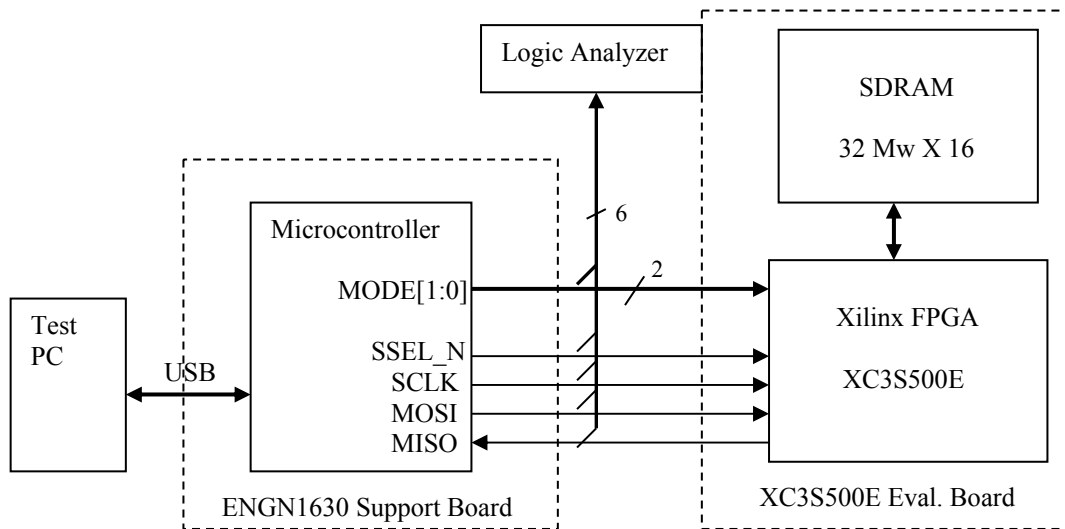 Logic Analyzer
SDRAM
32 Mw X 16
6
Microcontroller
2
MODE[1:0]
Test
PC
Xilinx FPGA
SSEL_N
USB
SCLK
XC3S500E
MOSI
MISO
ENGN1630 Support Board
XC3S500E Eval. Board